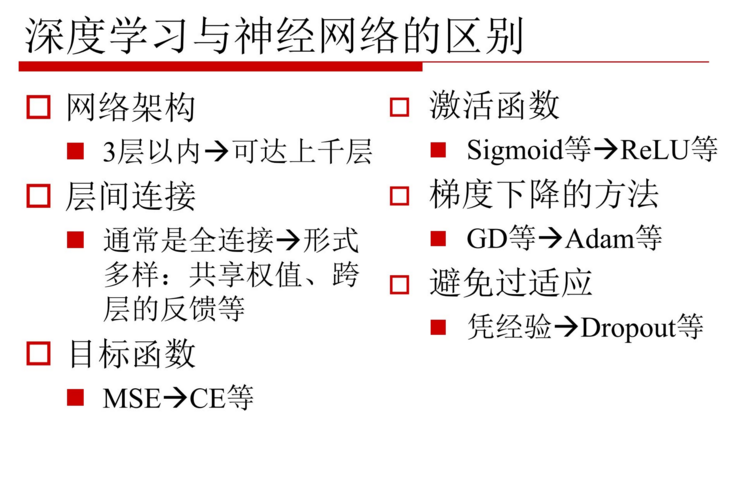 深度学习与神经网络的区别
网络架构
3层以内→可达上千层
层间连接
通常是全连接→形式
多样：共享权值、跨
层的反馈等
目标函数
MSE→CE等
激活函数
Sigmoid等→ReLU等
梯度下降的方法
GD等→Adam等
避免过适应
凭经验→Dropout等